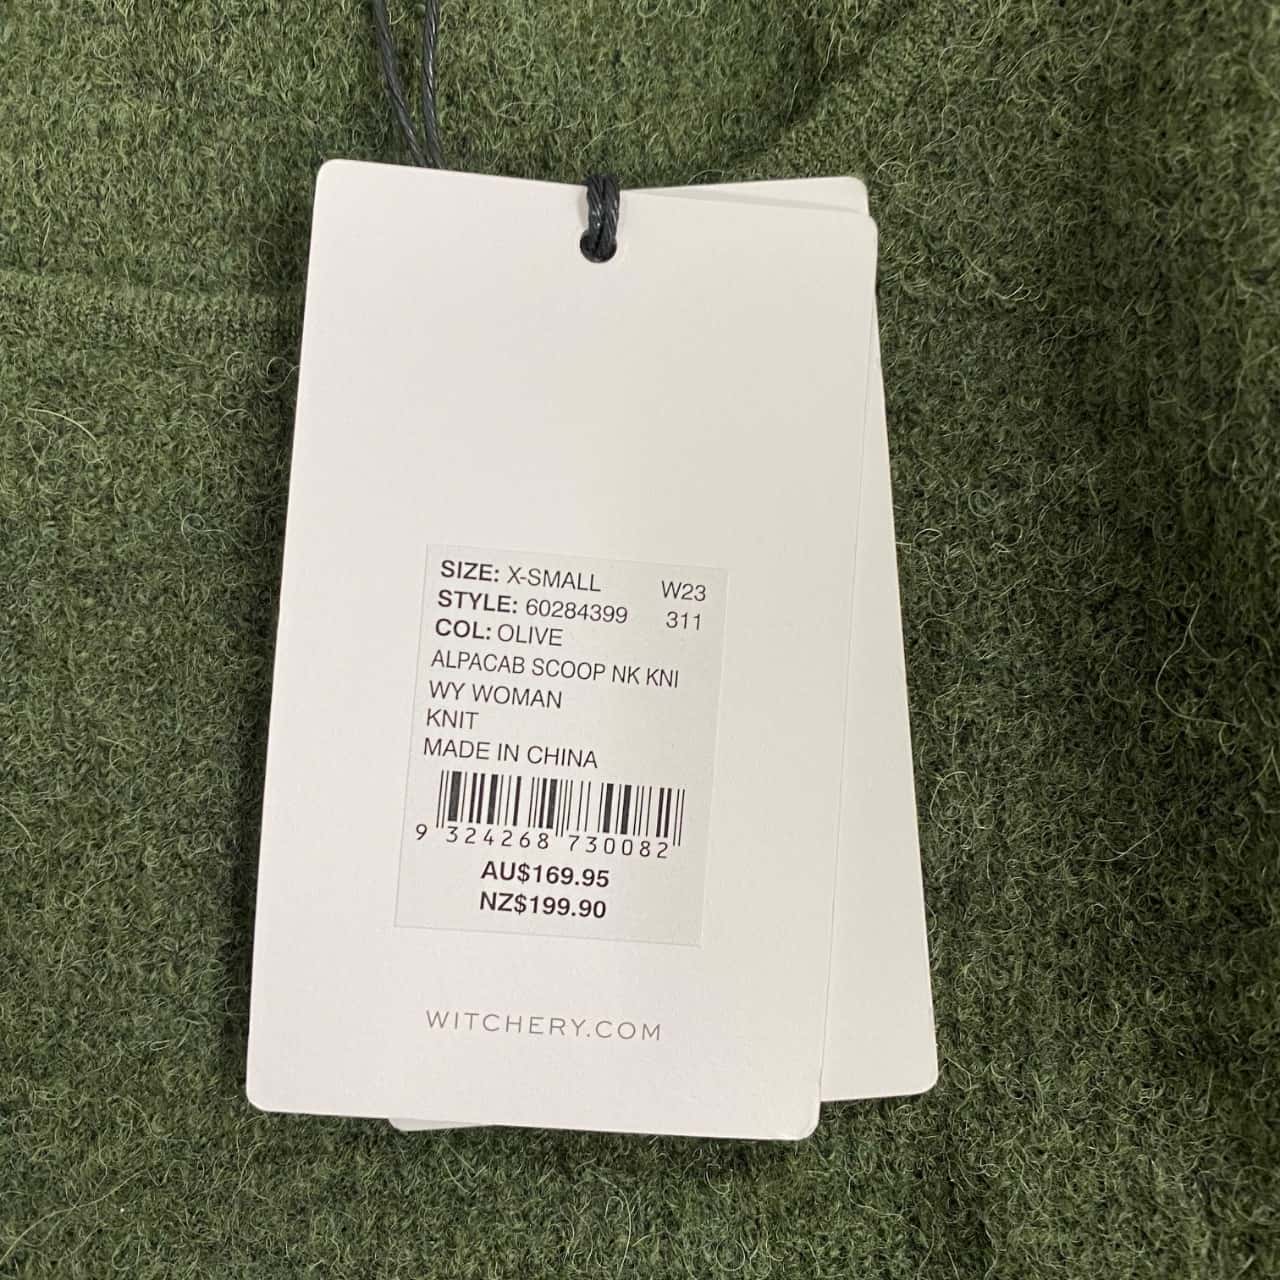 SIZE: X-SMALL W23
STYLE: 60284399 311
COL: OLIVE
ALPACAB SCOOP NK KNI
WY WOMAN
KNIT
MADE IN CHINA
9 324268 730082
AU$169.95
NZ$199.90
WITCHERY.COM